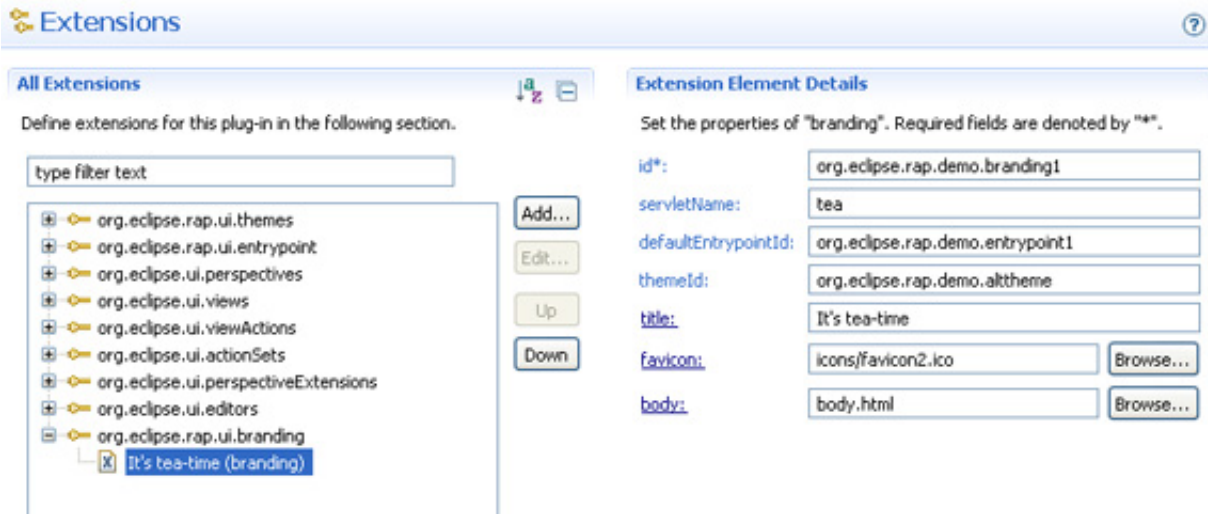 Extensions
All Extensions
Define extensions for this plug-in in the following section.
type filter text
org.eclipse.rap.ui.themes
org.eclipse.rap.ui.entrypoint
org.eclipse.ui.perspectives
org.eclipse.ui.views
org.eclipse.ui.viewActions
org.eclipse.ui.actionSets
org.eclipse.ui.perspectiveExtensions
org.eclipse.ui.editors
org.eclipse.rap.ui.branding
It's tea-time (branding)
Add...
Edit...
Up
Down
Extension Element Details
Set the properties of "branding". Required fields are denoted by "*".
id*: org.eclipse.rap.demo.branding1
servletName: tea
defaultEntrypointId: org.eclipse.rap.demo.entrypoint1
themeId: org.eclipse.rap.demo.alttheme
title: It's tea-time
favicon: icons/favicon2.ico Browse...
body: body.html Browse...